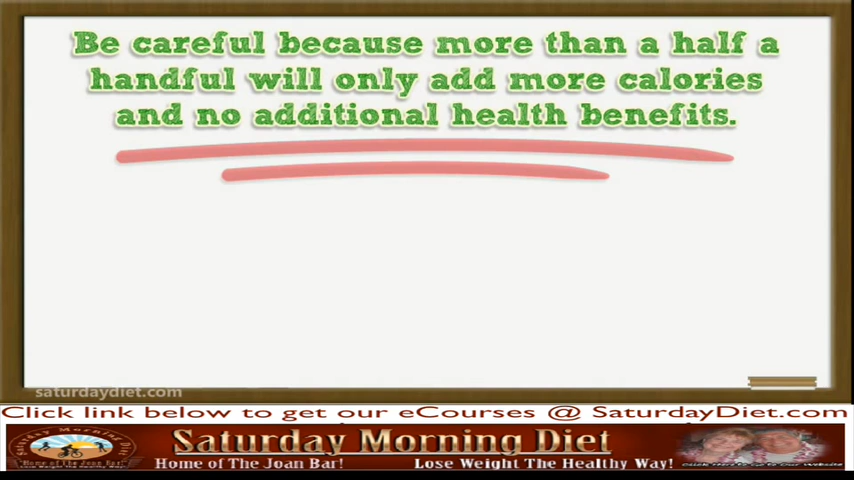 Be careful because more than a half a
handful will only add more calories
and no additional health benefits.
saturdaydiet.com
Click link below to get our eCourses @ SaturdayDiet.com
Saturday Morning Diet
Home of The Joan Bar!
Lose Weight The Healthy Way!